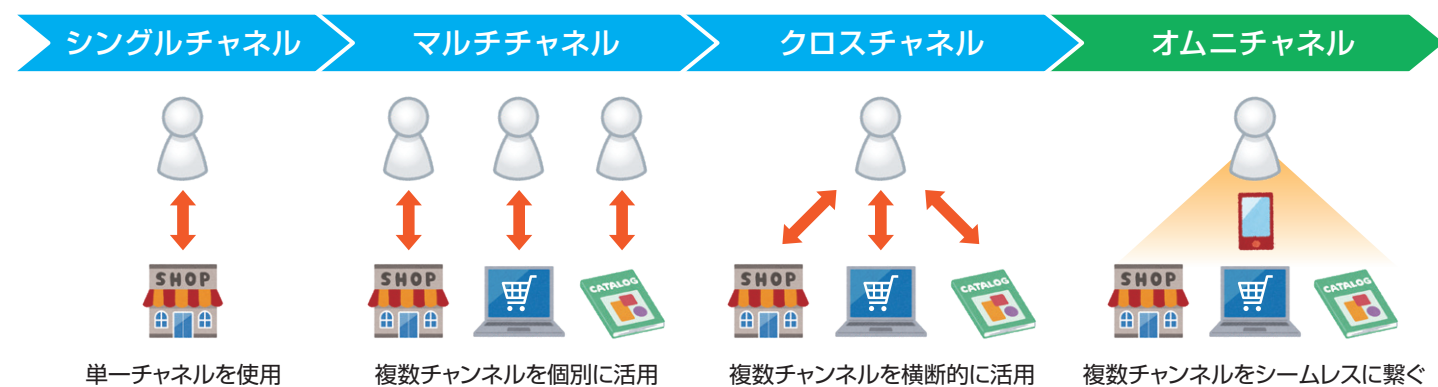 シングルチャネル
マルチチャネル
クロスチャネル
オムニチャネル
SHOP
SHOP
CATALOG
SHOP
CATALOG
SHOP
CATALOG
単一チャネルを使用
複数チャンネルを個別に活用
複数チャンネルを横断的に活用
複数チャンネルをシームレスに繋ぐ